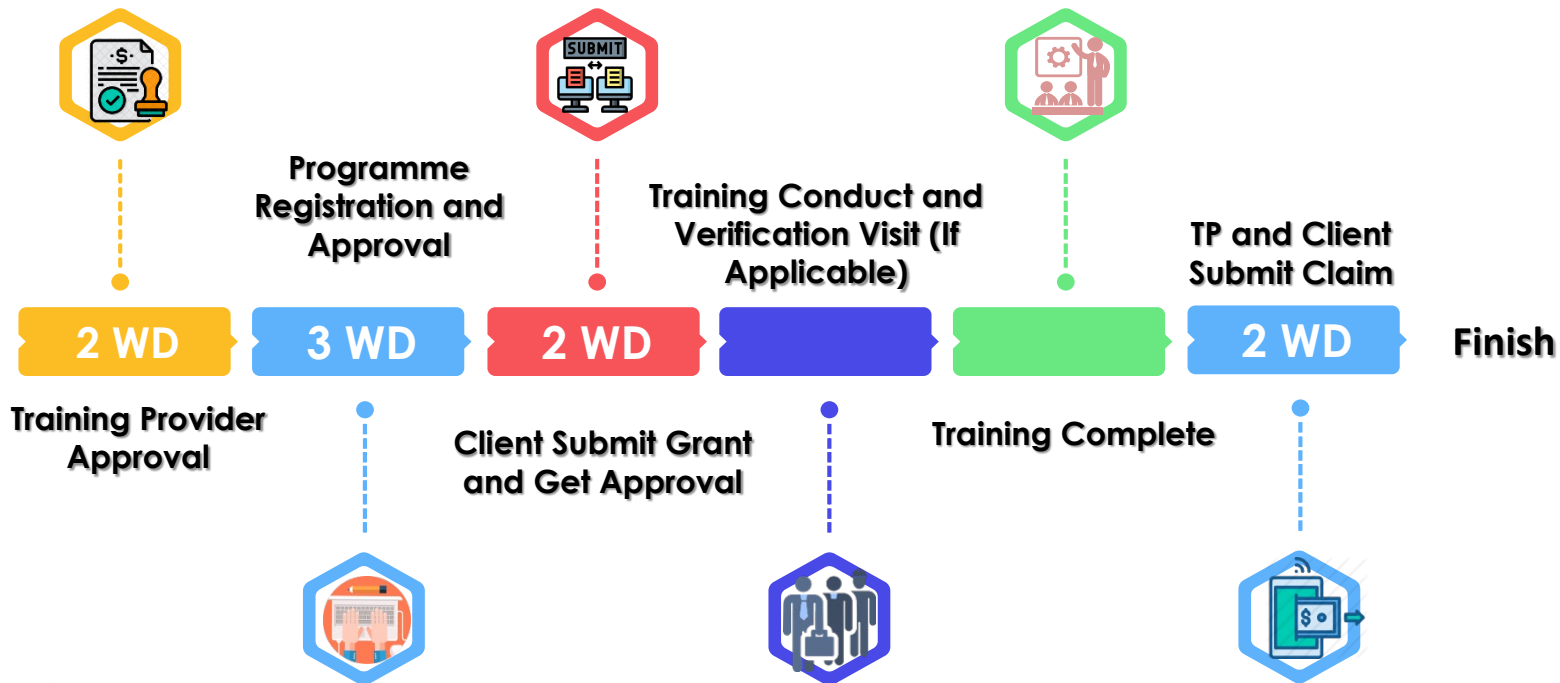 SUBMIT
Programme
Registration and
Approval
Training Conduct and
Verification Visit (If
Applicable)
TP and Client
Submit Claim
2 WD
3 WD
2 WD
2 WD
Finish
Training Provider
Approval
Client Submit Grant
and Get Approval
Training Complete